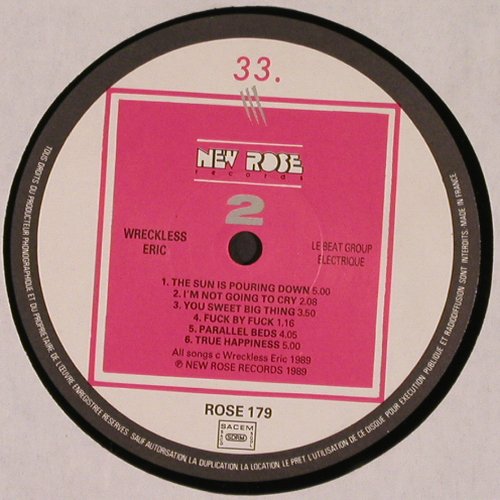 33.
NEW ROSE
records
2
WRECKLESS
ERIC
LE BEAT GROUP
ÉLECTRIQUE
1. THE SUN IS POURING DOWN 5.00
2. I'M NOT GOING TO CRY 2.08
3. YOU SWEET BIG THING 3.50
4. FUCK BY FUCK 1.16
5. PARALLEL BEDS 4.05
6. TRUE HAPPINESS 5.00
All songs c Wreckless Eric 1989
℗ NEW ROSE RECORDS 1989
ROSE 179
SACEM
SDRM
TOUS DROITS DU PRODUCTEUR PHONOGRAPHIQUE ET DU PROPRIETAIRE DE L'ŒUVRE ENREGISTREE RESERVES. SAUF AUTORISATION LA DUPLICATION LA LOCATION LE PRET L'UTILISATION DE CE DISQUE POUR EXECUTION PUBLIQUE ET RADIODIFFUSION SONT INTERDITS. MADE IN FRANCE